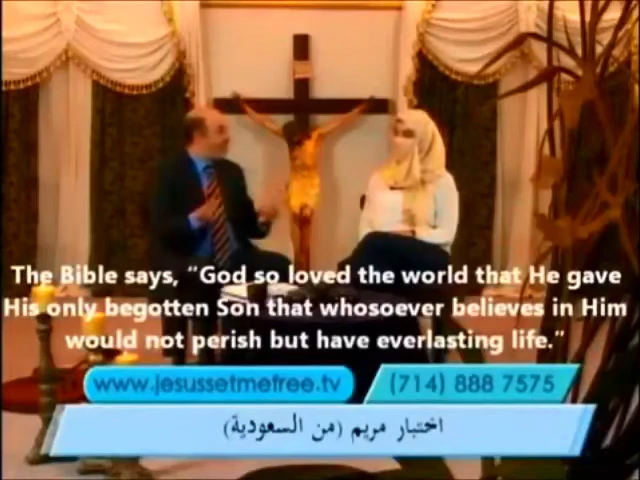 The Bible says, "God so loved the world that He gave
His only begotten Son that whosoever believes in Him
would not perish but have everlasting life."
www.jesussetmefree.tv
(714) 888 7575
اختبار مريم (من السعودية)